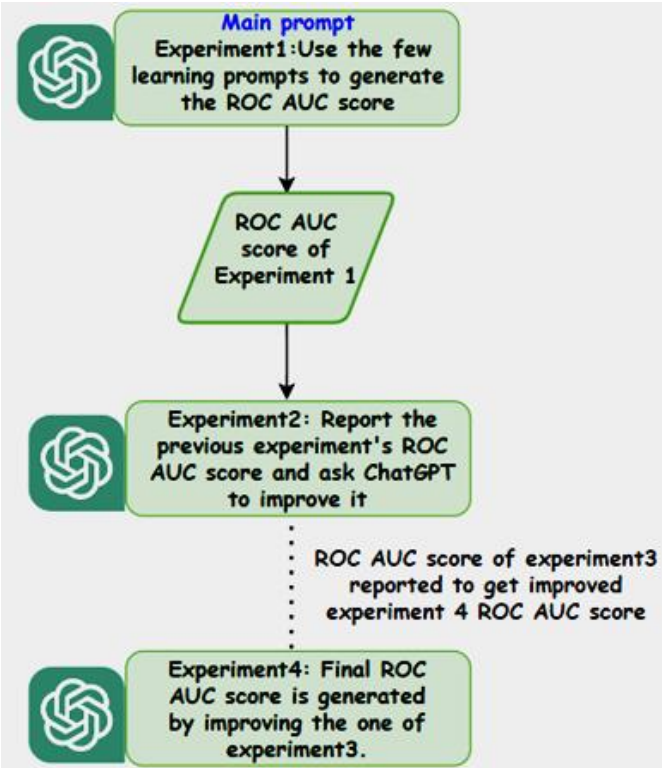 Main prompt
Experiment1:Use the few
learning prompts to generate
the ROC AUC score
ROC AUC
score of
Experiment 1
Experiment2: Report the
previous experiment's ROC
AUC score and ask ChatGPT
to improve it
ROC AUC score of experiment3
reported to get improved
experiment 4 ROC AUC score
Experiment4: Final ROC
AUC score is generated
by improving the one of
experiment3.